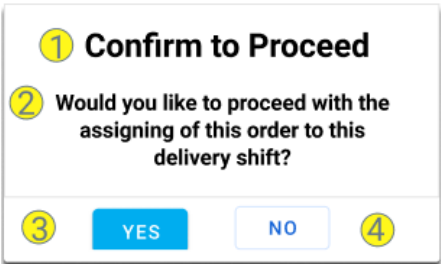 1 Confirm to Proceed
2 Would you like to proceed with the
assigning of this order to this
delivery shift?
3 YES NO 4